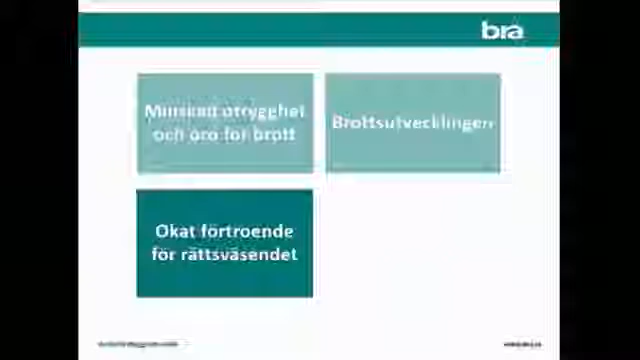 bra
Minskad otrygghet
och oro för brott
Brottsutvecklingen
Ökat förtroende
för rättsväsendet